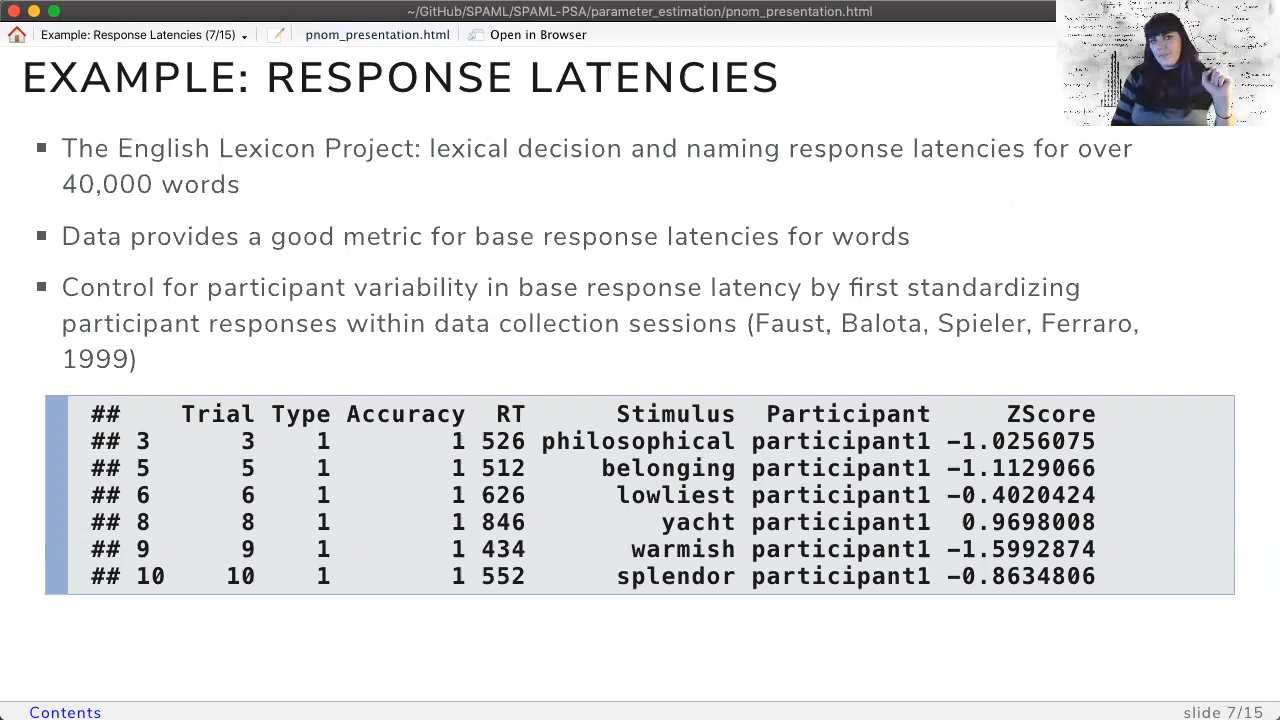 ~/GitHub/SPAML/SPAML-PSA/parameter_estimation/pnom_presentation.html
Example: Response Latencies (7/15) pnom_presentation.html Open in Browser
EXAMPLE: RESPONSE LATENCIES
▪ The English Lexicon Project: lexical decision and naming response latencies for over
40,000 words
▪ Data provides a good metric for base response latencies for words
▪ Control for participant variability in base response latency by first standardizing
participant responses within data collection sessions (Faust, Balota, Spieler, Ferraro,
1999)
## Trial Type Accuracy RT Stimulus Participant ZScore
## 3 3 1 1 526 philosophical participant1 −1.0256075
## 5 5 1 1 512 belonging participant1 −1.1129066
## 6 6 1 1 626 lowliest participant1 −0.4020424
## 8 8 1 1 846 yacht participant1 0.9698008
## 9 9 1 1 434 warmish participant1 −1.5992874
## 10 10 1 1 552 splendor participant1 −0.8634806
Contents slide 7/15